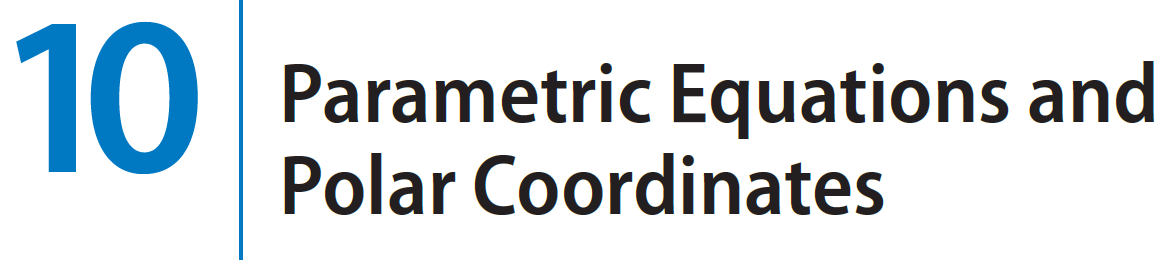 10
Parametric Equations and
Polar Coordinates